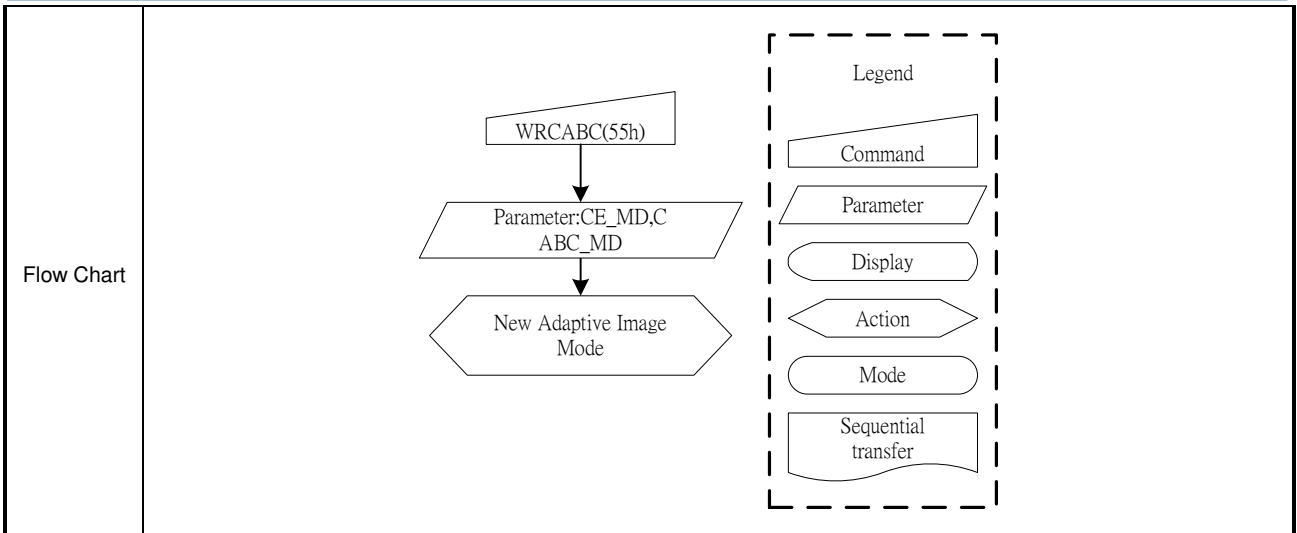 Flow Chart
WRCABC(55h)
Parameter:CE_MD,C
ABC_MD
New Adaptive Image
Mode
Legend
Command
Parameter
Display
Action
Mode
Sequential
transfer